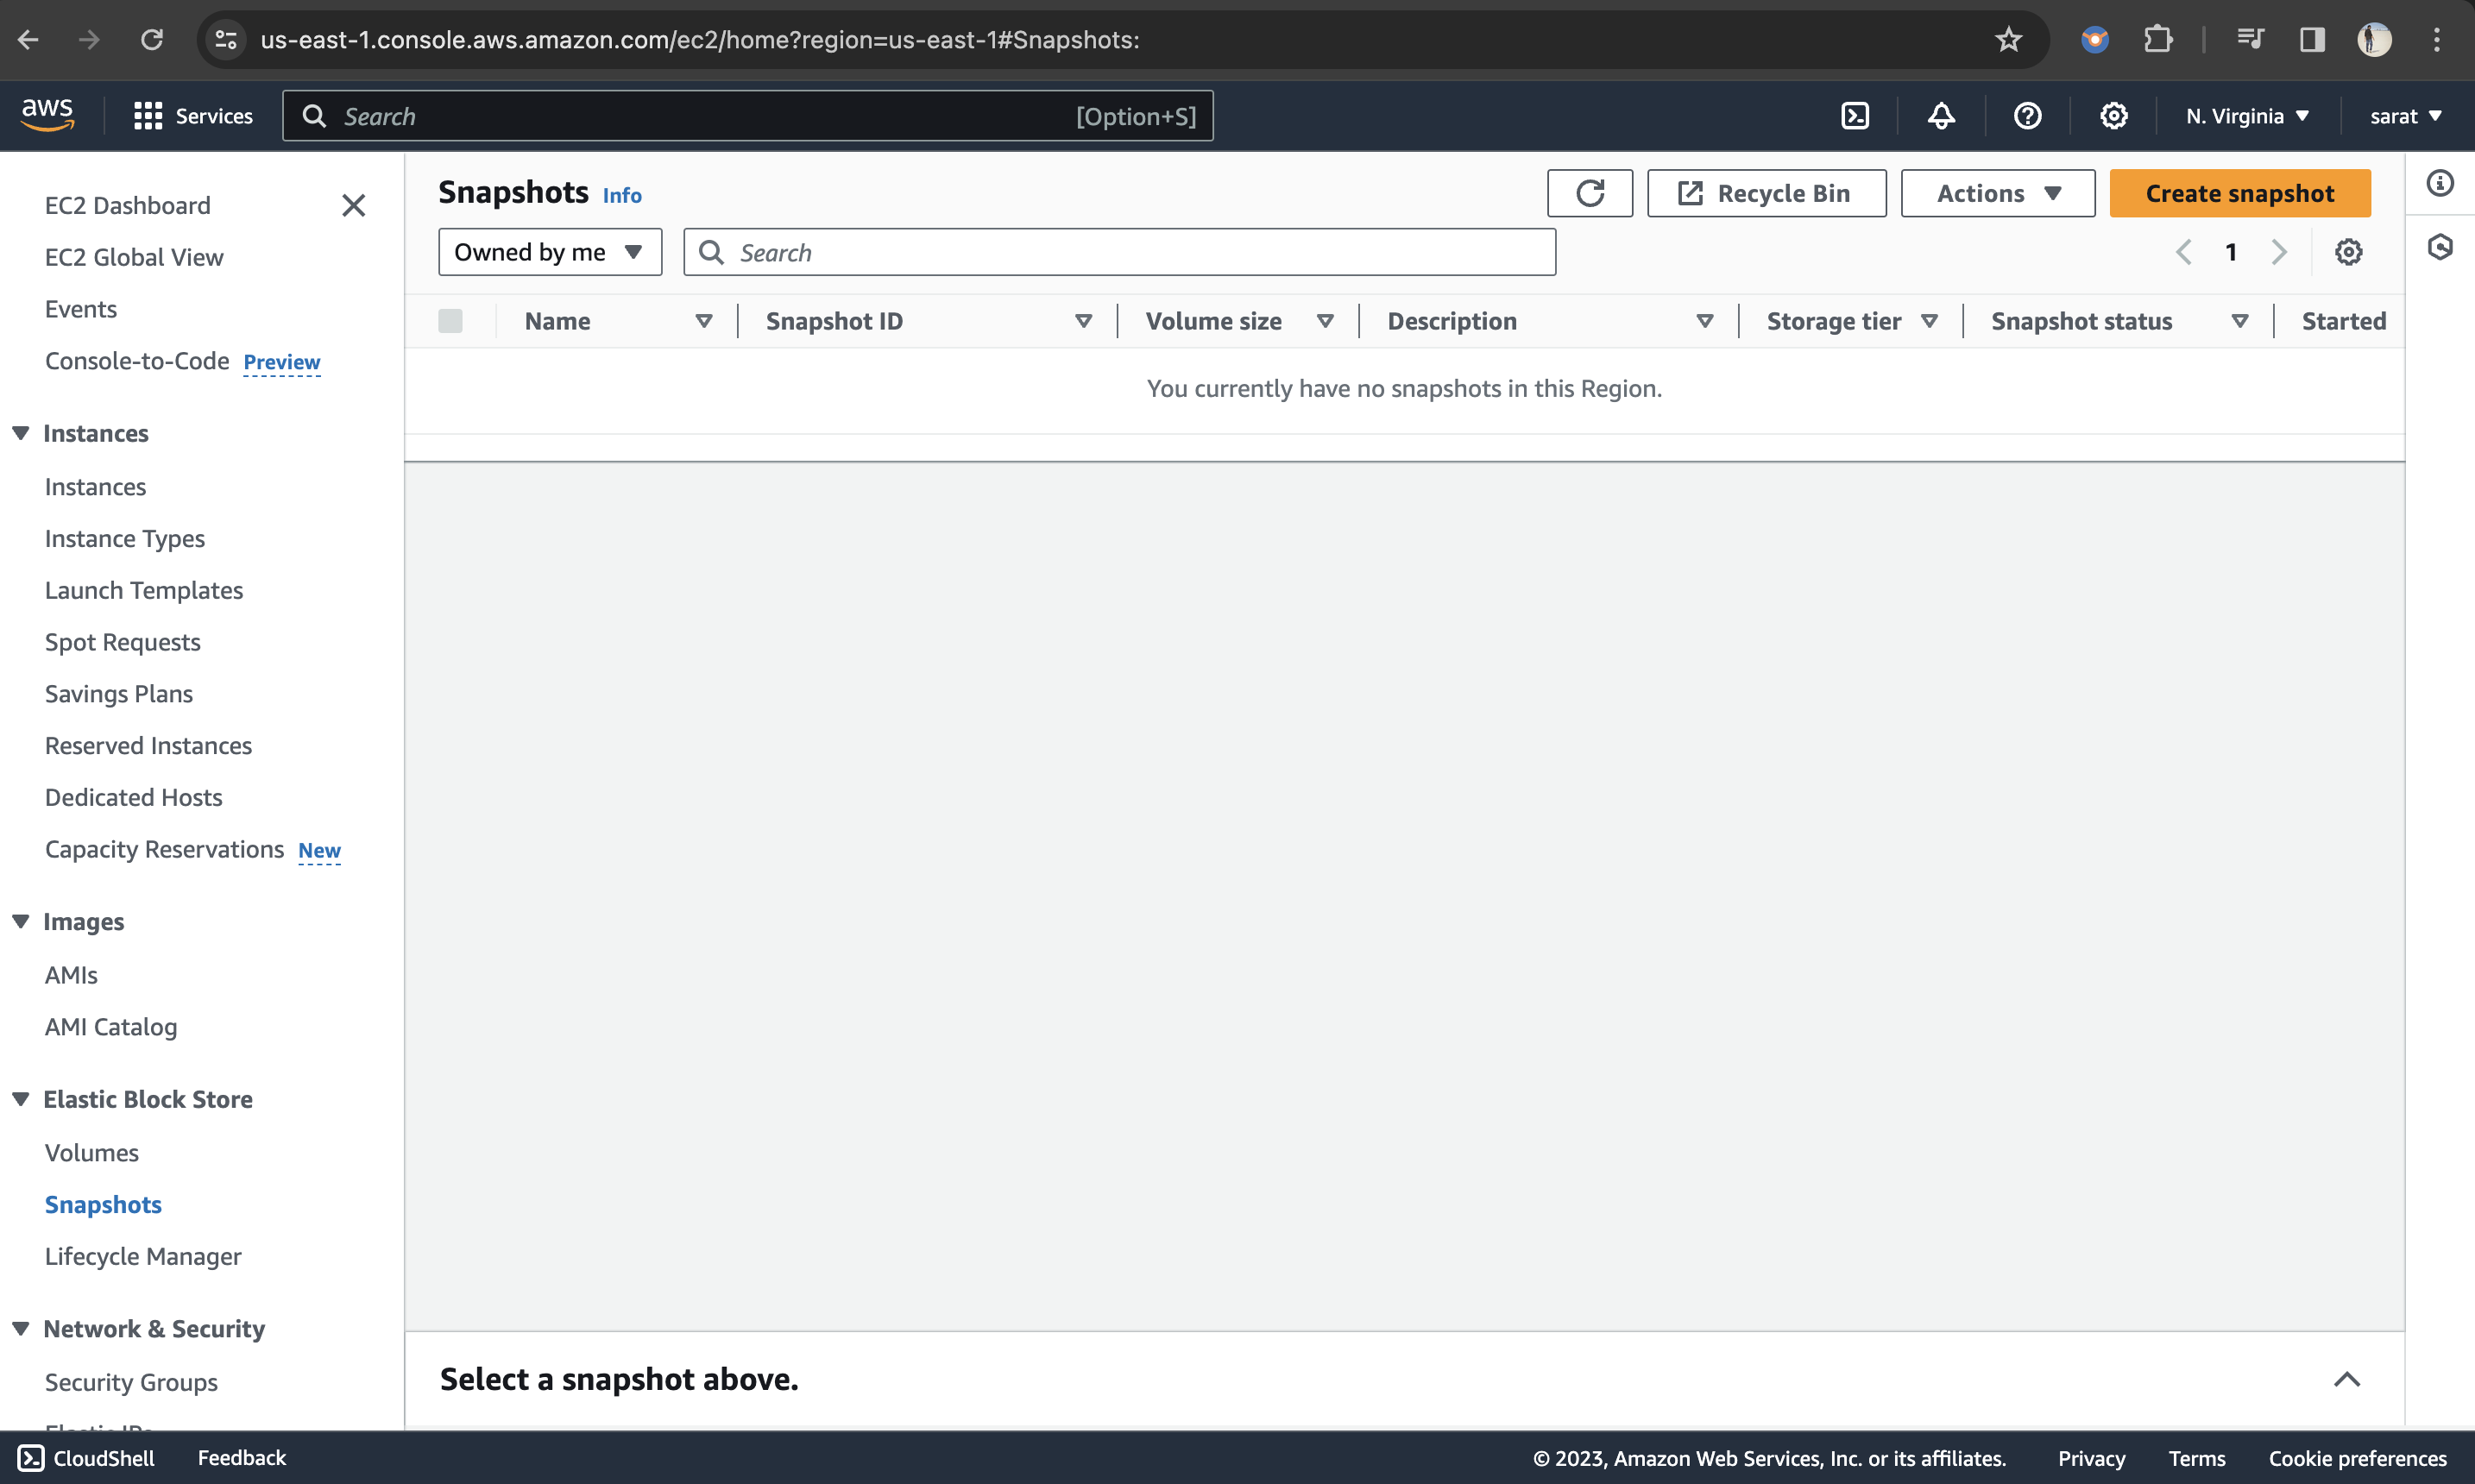 us-east-1.console.aws.amazon.com/ec2/home?region=us-east-1#Snapshots:
aws
Services
Search
[Option+S]
N. Virginia
sarat
EC2 Dashboard
EC2 Global View
Events
Console-to-Code Preview
Instances
Instances
Instance Types
Launch Templates
Spot Requests
Savings Plans
Reserved Instances
Dedicated Hosts
Capacity Reservations New
Images
AMIs
AMI Catalog
Elastic Block Store
Volumes
Snapshots
Lifecycle Manager
Network & Security
Security Groups
Elastic IPs
Snapshots Info
Recycle Bin
Actions
Create snapshot
Owned by me
Search
1
Name Snapshot ID Volume size Description Storage tier Snapshot status Started
You currently have no snapshots in this Region.
Select a snapshot above.
CloudShell Feedback © 2023, Amazon Web Services, Inc. or its affiliates. Privacy Terms Cookie preferences